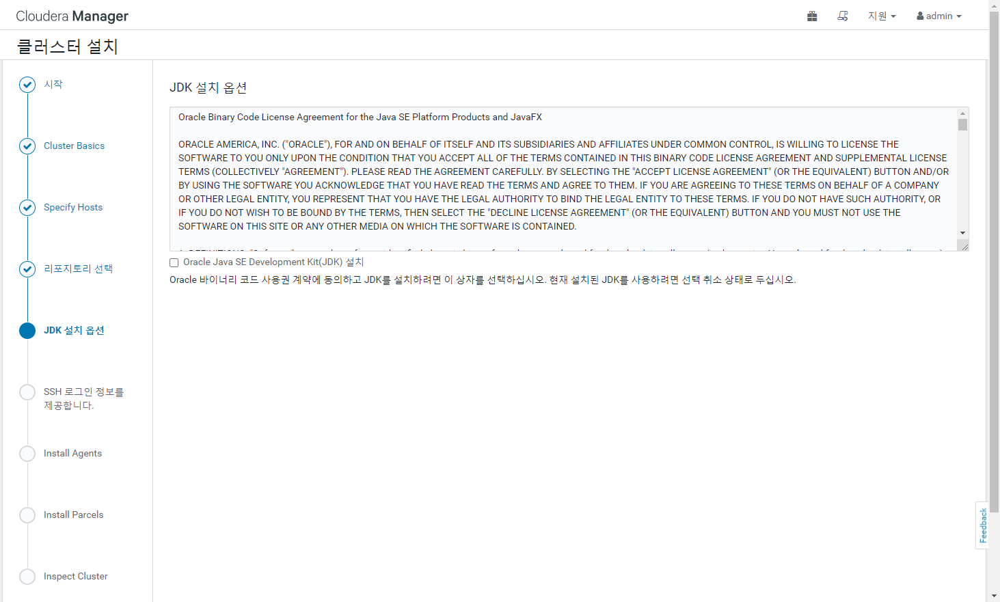 Cloudera Manager
지원
admin
클러스터 설치
시작
Cluster Basics
Specify Hosts
리포지토리 선택
JDK 설치 옵션
SSH 로그인 정보를
제공합니다.
Install Agents
Install Parcels
Inspect Cluster
JDK 설치 옵션
Oracle Binary Code License Agreement for the Java SE Platform Products and JavaFX
ORACLE AMERICA, INC. ("ORACLE"), FOR AND ON BEHALF OF ITSELF AND ITS SUBSIDIARIES AND AFFILIATES UNDER COMMON CONTROL, IS WILLING TO LICENSE THE
SOFTWARE TO YOU ONLY UPON THE CONDITION THAT YOU ACCEPT ALL OF THE TERMS CONTAINED IN THIS BINARY CODE LICENSE AGREEMENT AND SUPPLEMENTAL LICENSE
TERMS (COLLECTIVELY "AGREEMENT"). PLEASE READ THE AGREEMENT CAREFULLY. BY SELECTING THE "ACCEPT LICENSE AGREEMENT" (OR THE EQUIVALENT) BUTTON AND/OR
BY USING THE SOFTWARE YOU ACKNOWLEDGE THAT YOU HAVE READ THE TERMS AND AGREE TO THEM. IF YOU ARE AGREEING TO THESE TERMS ON BEHALF OF A COMPANY
OR OTHER LEGAL ENTITY, YOU REPRESENT THAT YOU HAVE THE LEGAL AUTHORITY TO BIND THE LEGAL ENTITY TO THESE TERMS. IF YOU DO NOT HAVE SUCH AUTHORITY, OR
IF YOU DO NOT WISH TO BE BOUND BY THE TERMS, THEN SELECT THE "DECLINE LICENSE AGREEMENT" (OR THE EQUIVALENT) BUTTON AND YOU MUST NOT USE THE
SOFTWARE ON THIS SITE OR ANY OTHER MEDIA ON WHICH THE SOFTWARE IS CONTAINED.
Oracle Java SE Development Kit(JDK) 설치
Oracle 바이너리 코드 사용권 계약에 동의하고 JDK를 설치하려면 이 상자를 선택하십시오. 현재 설치된 JDK를 사용하려면 선택 취소 상태로 두십시오.
Feedback